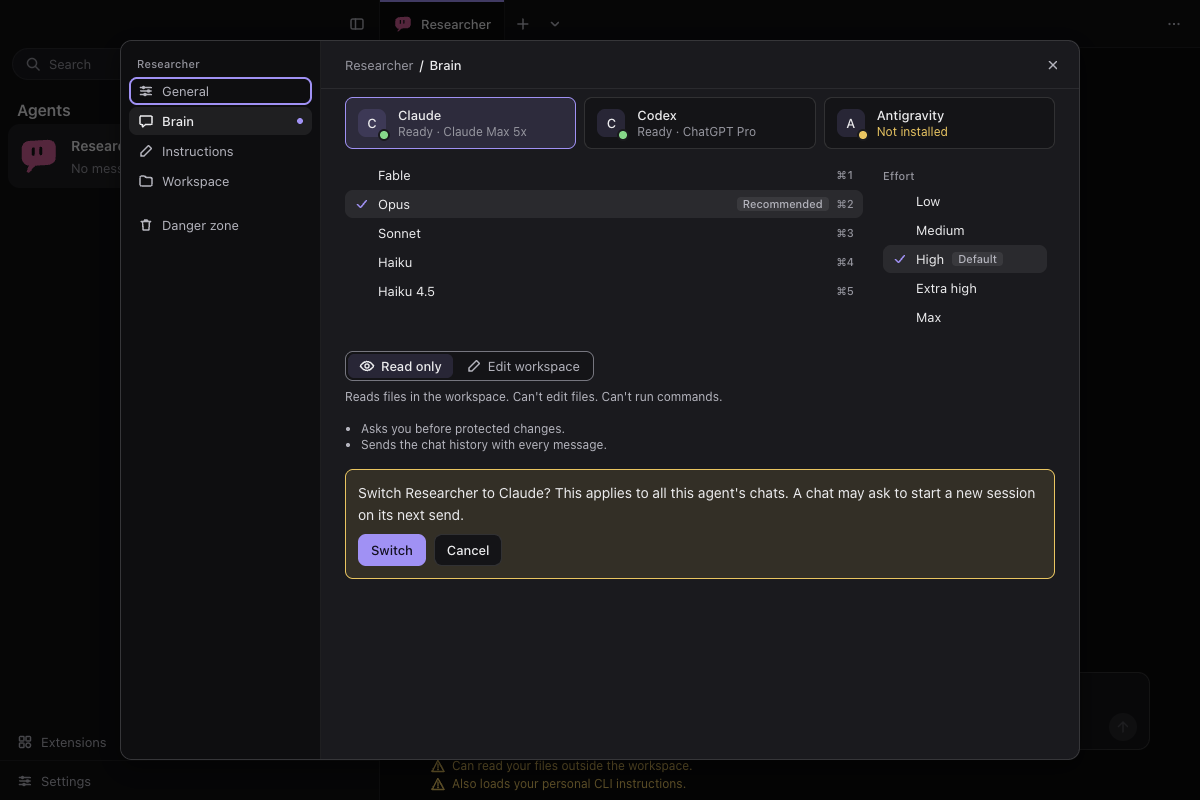 Researcher
Search
Agents
Resear
No mess
Extensions
Settings
Researcher
General
Brain
Instructions
Workspace
Danger zone
Researcher / Brain
C
Claude
Ready · Claude Max 5x
C
Codex
Ready · ChatGPT Pro
A
Antigravity
Not installed
Fable ⌘1
Opus Recommended ⌘2
Sonnet ⌘3
Haiku ⌘4
Haiku 4.5 ⌘5
Effort
Low
Medium
High Default
Extra high
Max
Read only
Edit workspace
Reads files in the workspace. Can't edit files. Can't run commands.
• Asks you before protected changes.
• Sends the chat history with every message.
Switch Researcher to Claude? This applies to all this agent's chats. A chat may ask to start a new session
on its next send.
Switch
Cancel
Can read your files outside the workspace.
Also loads your personal CLI instructions.